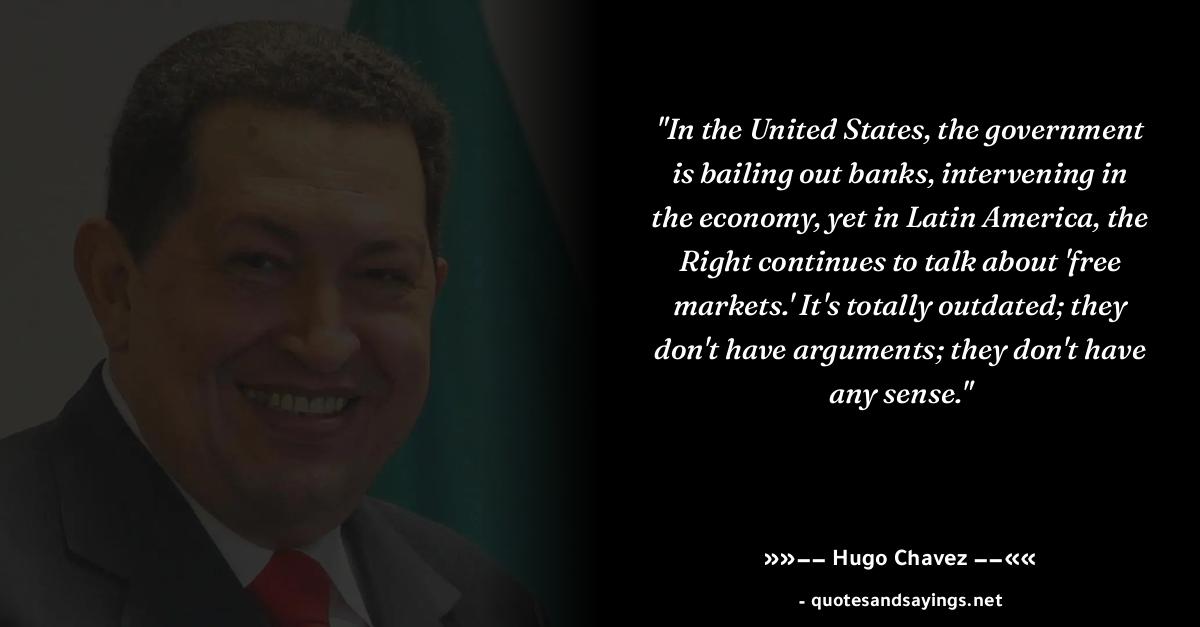 "In the United States, the government
is bailing out banks, intervening in
the economy, yet in Latin America, the
Right continues to talk about 'free
markets.' It's totally outdated; they
don't have arguments; they don't have
any sense."
»»—— Hugo Chavez ——««
- quotesandsayings.net